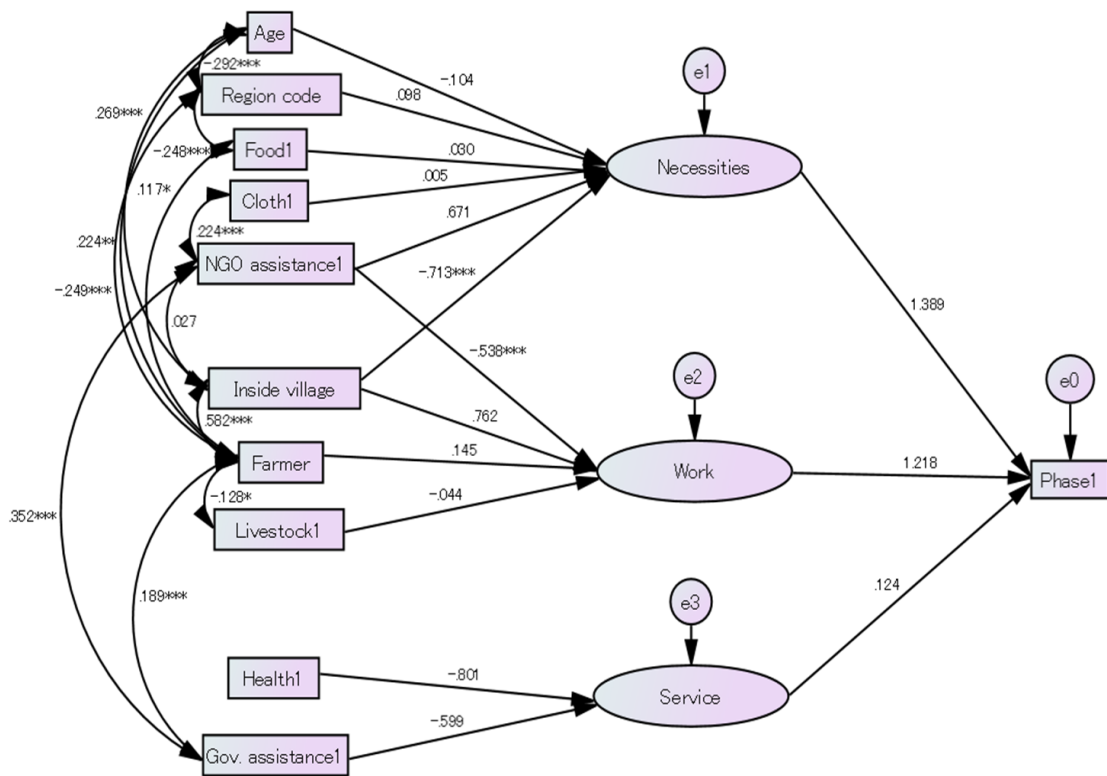 Age
e1
-.292***
-.104
Region code
.098
.269***
Food1
.030
Necessities
-.248***
Cloth1
.005
.117*
.671
.224***
NGO assistance1
.224**
-.713***
-.249***
1.389
.027
-.538***
e2
e0
Inside village
.762
.582***
Farmer
.145
Work
1.218
Phase1
-.128*
-.044
.352***
Livestock1
.189***
e3
.124
Health1
-.801
Service
-.599
Gov. assistance1